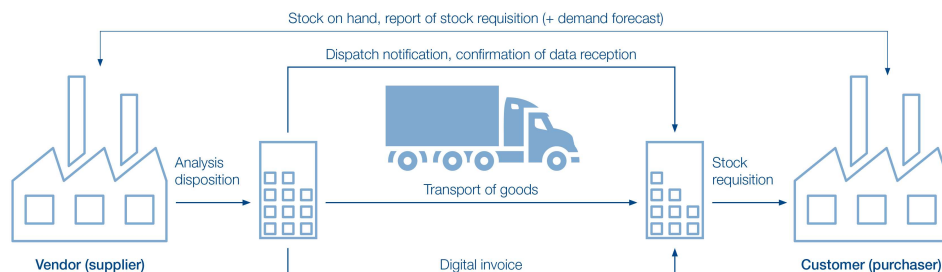 Stock on hand, report of stock requisition (+ demand forecast)
Dispatch notification, confirmation of data reception
Analysis
disposition
Stock
requisition
Transport of goods
Vendor (supplier)
Digital invoice
Customer (purchaser)